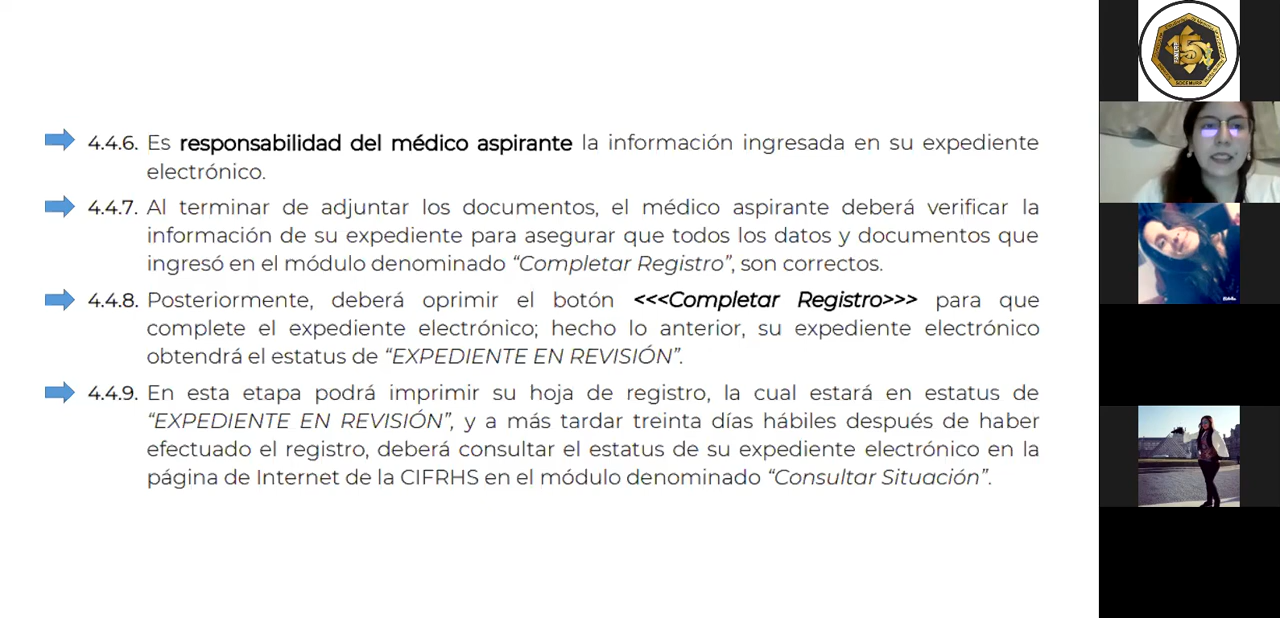 4.4.6. Es responsabilidad del médico aspirante la información ingresada en su expediente
electrónico.
4.4.7. Al terminar de adjuntar los documentos, el médico aspirante deberá verificar la
información de su expediente para asegurar que todos los datos y documentos que
ingresó en el módulo denominado “Completar Registro”, son correctos.
4.4.8. Posteriormente, deberá oprimir el botón <<<Completar Registro>>> para que
complete el expediente electrónico; hecho lo anterior, su expediente electrónico
obtendrá el estatus de “EXPEDIENTE EN REVISIÓN”.
4.4.9. En esta etapa podrá imprimir su hoja de registro, la cual estará en estatus de
“EXPEDIENTE EN REVISIÓN”, y a más tardar treinta días hábiles después de haber
efectuado el registro, deberá consultar el estatus de su expediente electrónico en la
página de Internet de la CIFRHS en el módulo denominado “Consultar Situación”.
15